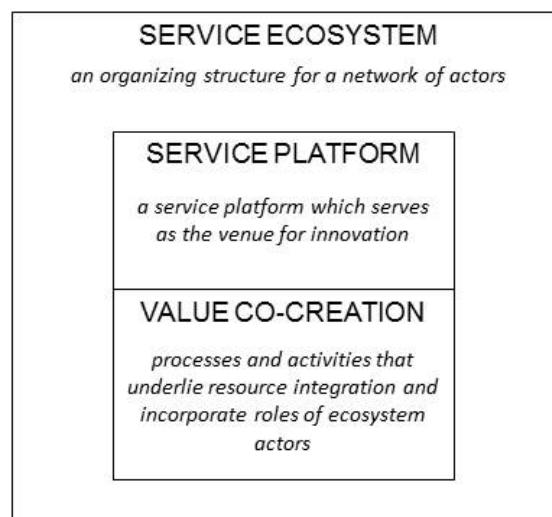 SERVICE ECOSYSTEM
an organizing structure for a network of actors
SERVICE PLATFORM
a service platform which serves
as the venue for innovation
VALUE CO-CREATION
processes and activities that
underlie resource integration and
incorporate roles of ecosystem
actors